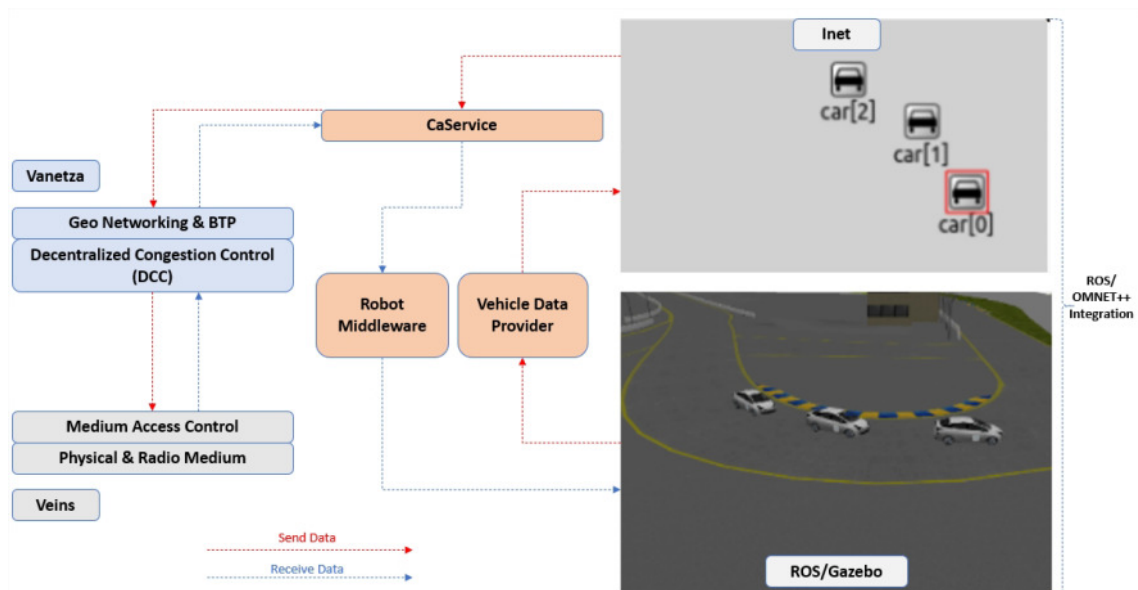 Inet
car[2]
car[1]
car[0]
CaService
Vanetza
Geo Networking & BTP
Decentralized Congestion Control
(DCC)
Robot
Middleware
Vehicle Data
Provider
ROS/
OMNET++
Integration
Medium Access Control
Physical & Radio Medium
Veins
Send Data
Receive Data
ROS/Gazebo